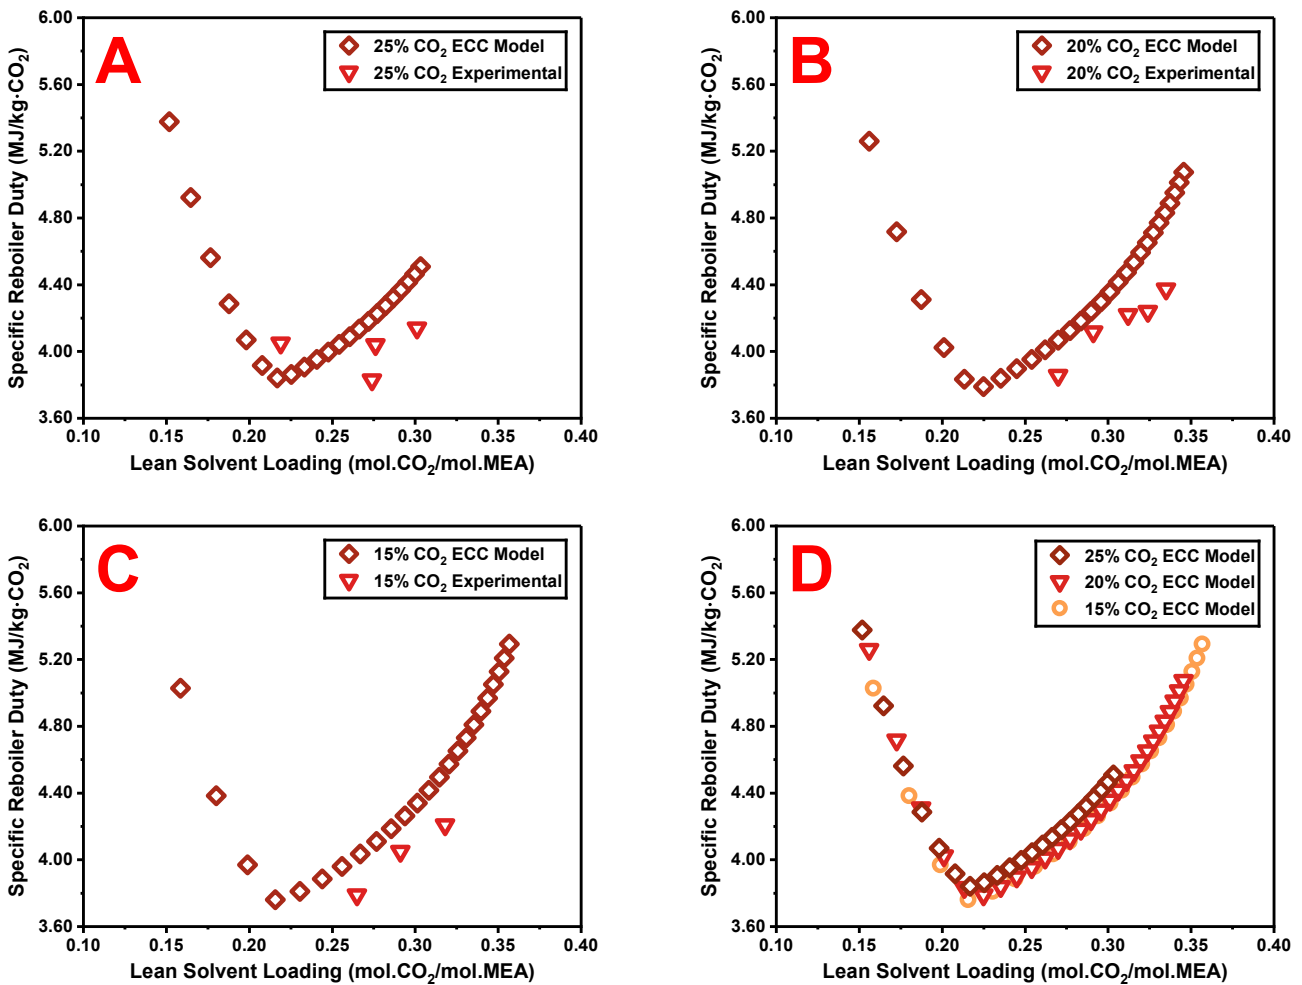 A
25% CO₂ ECC Model
25% CO₂ Experimental
Specific Reboiler Duty (MJ/kg·CO₂)
6.00
5.60
5.20
4.80
4.40
4.00
3.60
0.10 0.15 0.20 0.25 0.30 0.35 0.40
Lean Solvent Loading (mol.CO₂/mol.MEA)
B
20% CO₂ ECC Model
20% CO₂ Experimental
Specific Reboiler Duty (MJ/kg·CO₂)
6.00
5.60
5.20
4.80
4.40
4.00
3.60
0.10 0.15 0.20 0.25 0.30 0.35 0.40
Lean Solvent Loading (mol.CO₂/mol.MEA)
C
15% CO₂ ECC Model
15% CO₂ Experimental
Specific Reboiler Duty (MJ/kg·CO₂)
6.00
5.60
5.20
4.80
4.40
4.00
3.60
0.10 0.15 0.20 0.25 0.30 0.35 0.40
Lean Solvent Loading (mol.CO₂/mol.MEA)
D
25% CO₂ ECC Model
20% CO₂ ECC Model
15% CO₂ ECC Model
Specific Reboiler Duty (MJ/kg·CO₂)
6.00
5.60
5.20
4.80
4.40
4.00
3.60
0.10 0.15 0.20 0.25 0.30 0.35 0.40
Lean Solvent Loading (mol.CO₂/mol.MEA)